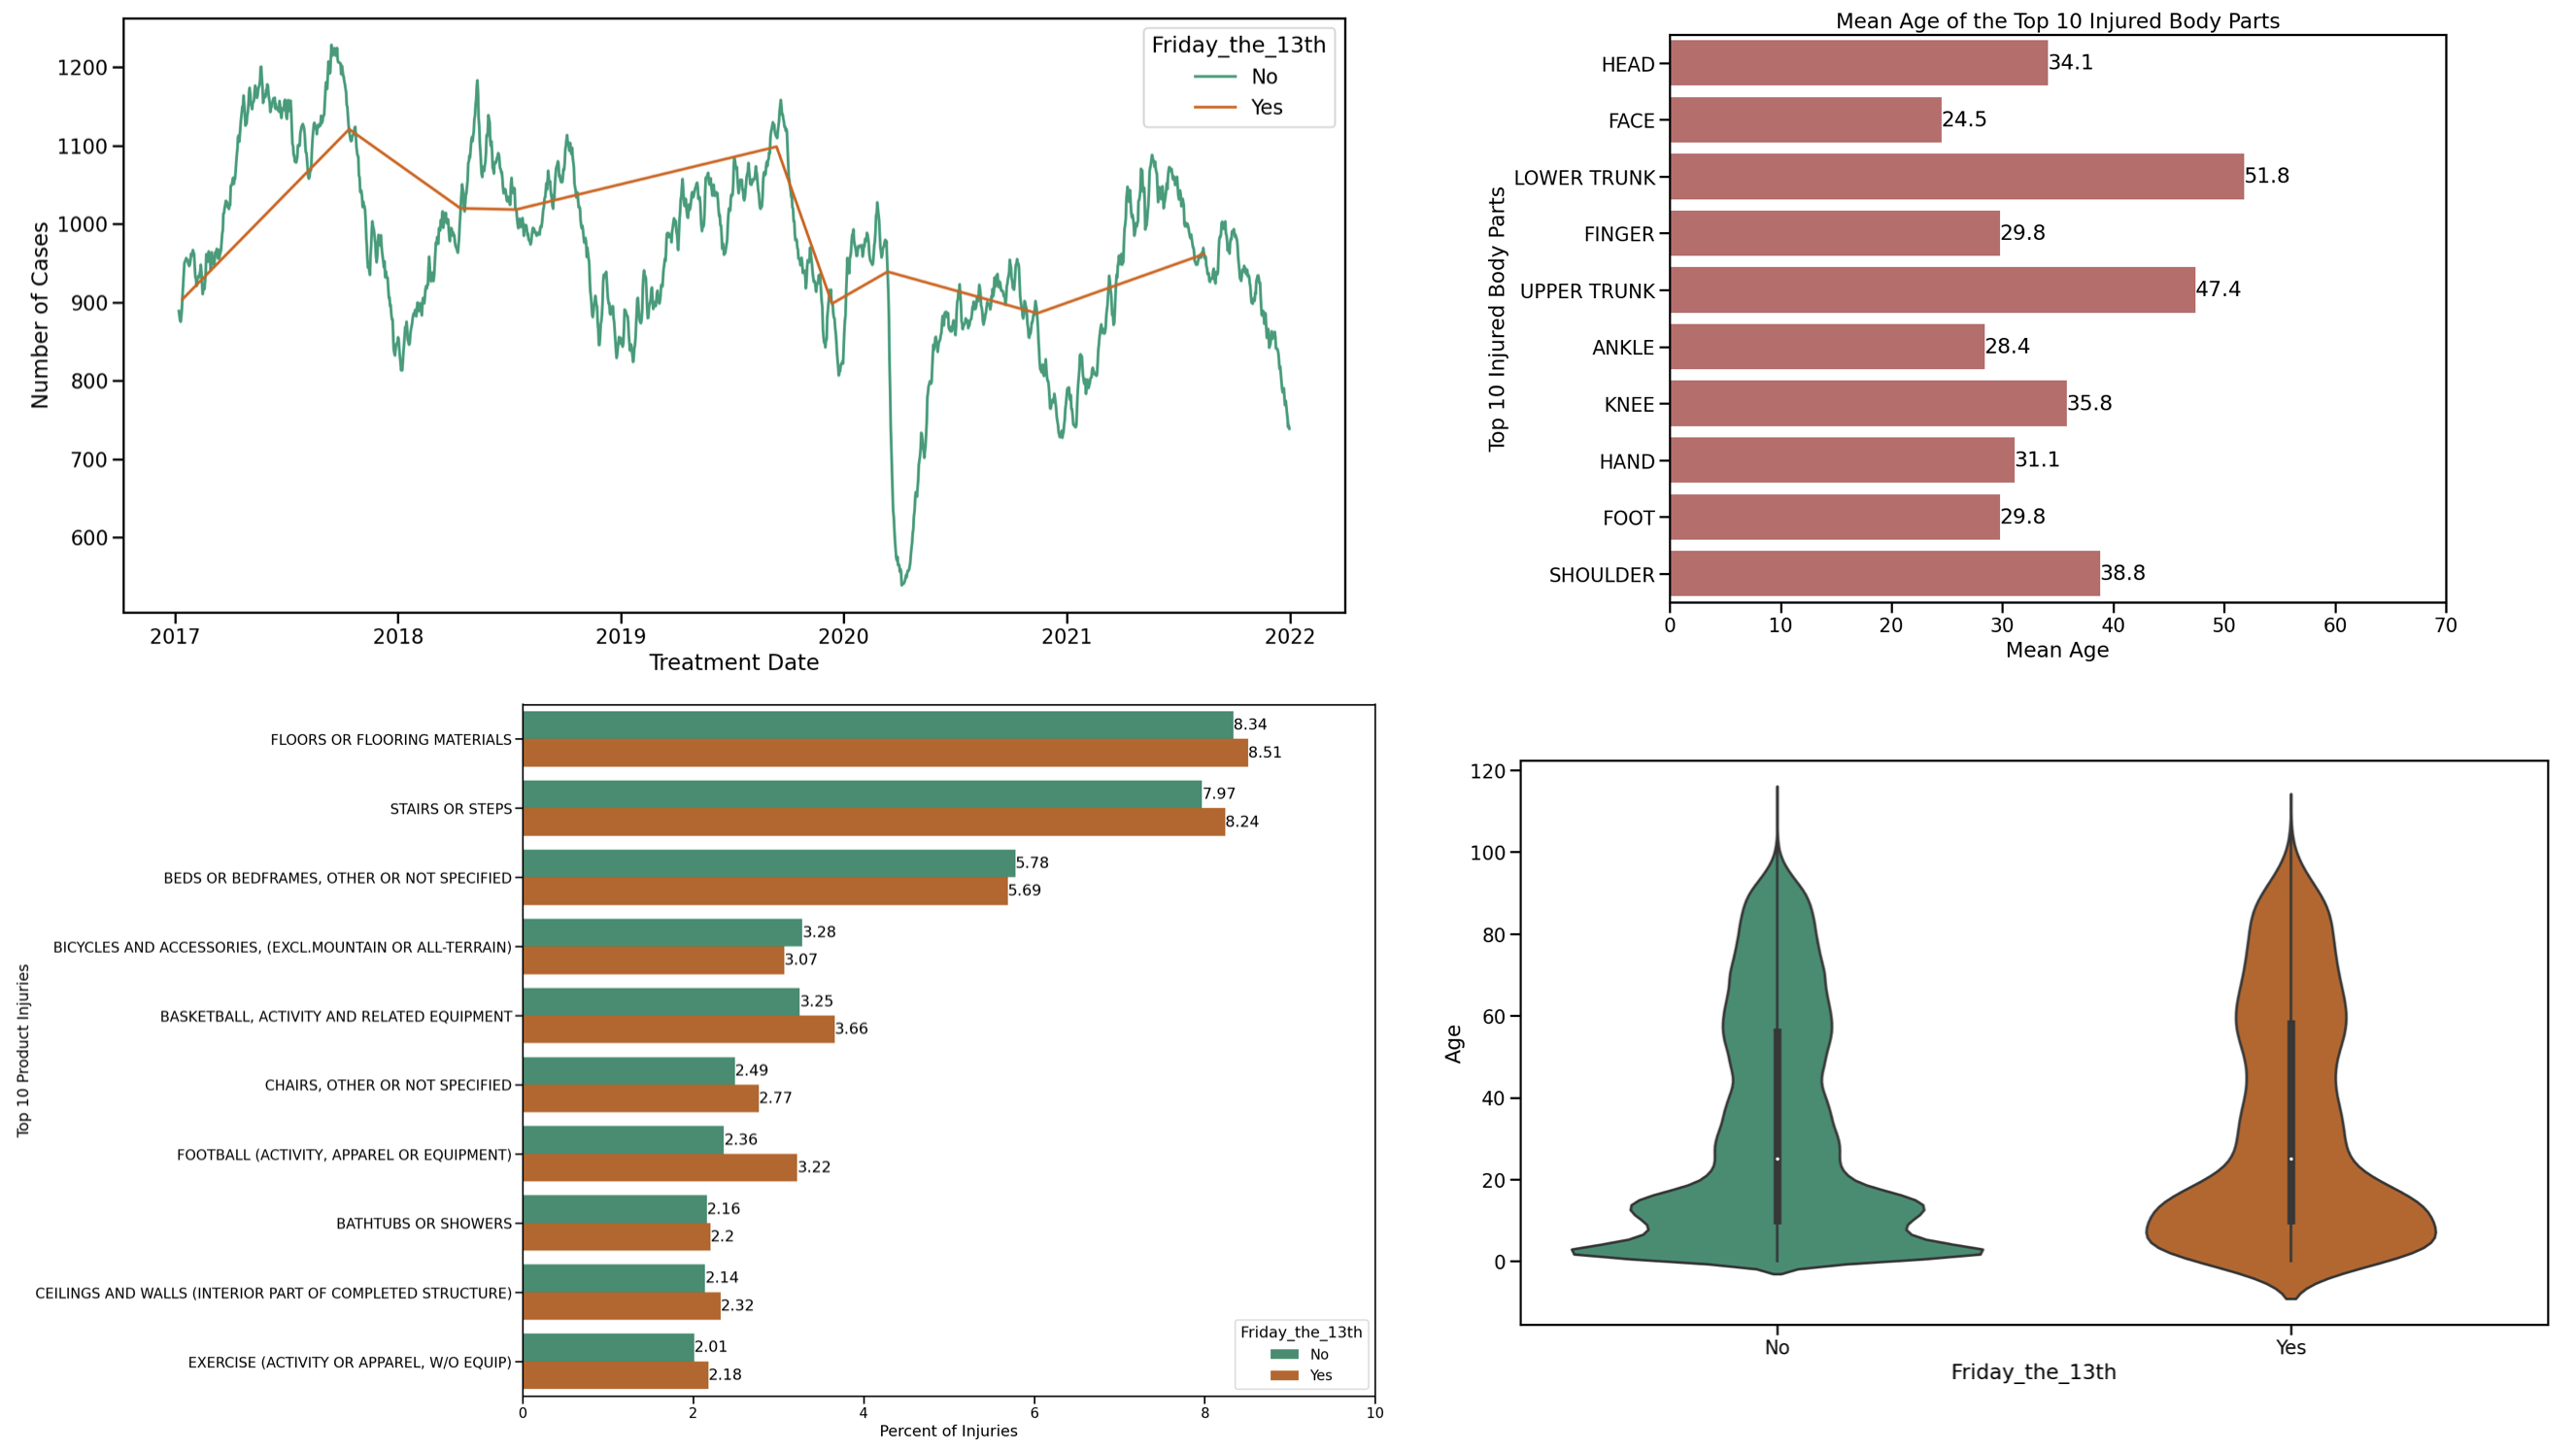 Friday_the_13th
No
Yes
1200
1100
1000
900
800
700
600
Number of Cases
2017 2018 2019 2020 2021 2022
Treatment Date
Mean Age of the Top 10 Injured Body Parts
Top 10 Injured Body Parts
HEAD 34.1
FACE 24.5
LOWER TRUNK 51.8
FINGER 29.8
UPPER TRUNK 47.4
ANKLE 28.4
KNEE 35.8
HAND 31.1
FOOT 29.8
SHOULDER 38.8
0 10 20 30 40 50 60 70
Mean Age
Top 10 Product Injuries
FLOORS OR FLOORING MATERIALS
8.34
8.51
STAIRS OR STEPS
7.97
8.24
BEDS OR BEDFRAMES, OTHER OR NOT SPECIFIED
5.78
5.69
BICYCLES AND ACCESSORIES, (EXCL.MOUNTAIN OR ALL-TERRAIN)
3.28
3.07
BASKETBALL, ACTIVITY AND RELATED EQUIPMENT
3.25
3.66
CHAIRS, OTHER OR NOT SPECIFIED
2.49
2.77
FOOTBALL (ACTIVITY, APPAREL OR EQUIPMENT)
2.36
3.22
BATHTUBS OR SHOWERS
2.16
2.2
CEILINGS AND WALLS (INTERIOR PART OF COMPLETED STRUCTURE)
2.14
2.32
EXERCISE (ACTIVITY OR APPAREL, W/O EQUIP)
2.01
2.18
Friday_the_13th
No
Yes
0 2 4 6 8 10
Percent of Injuries
120
100
80
60
40
20
0
Age
No Yes
Friday_the_13th